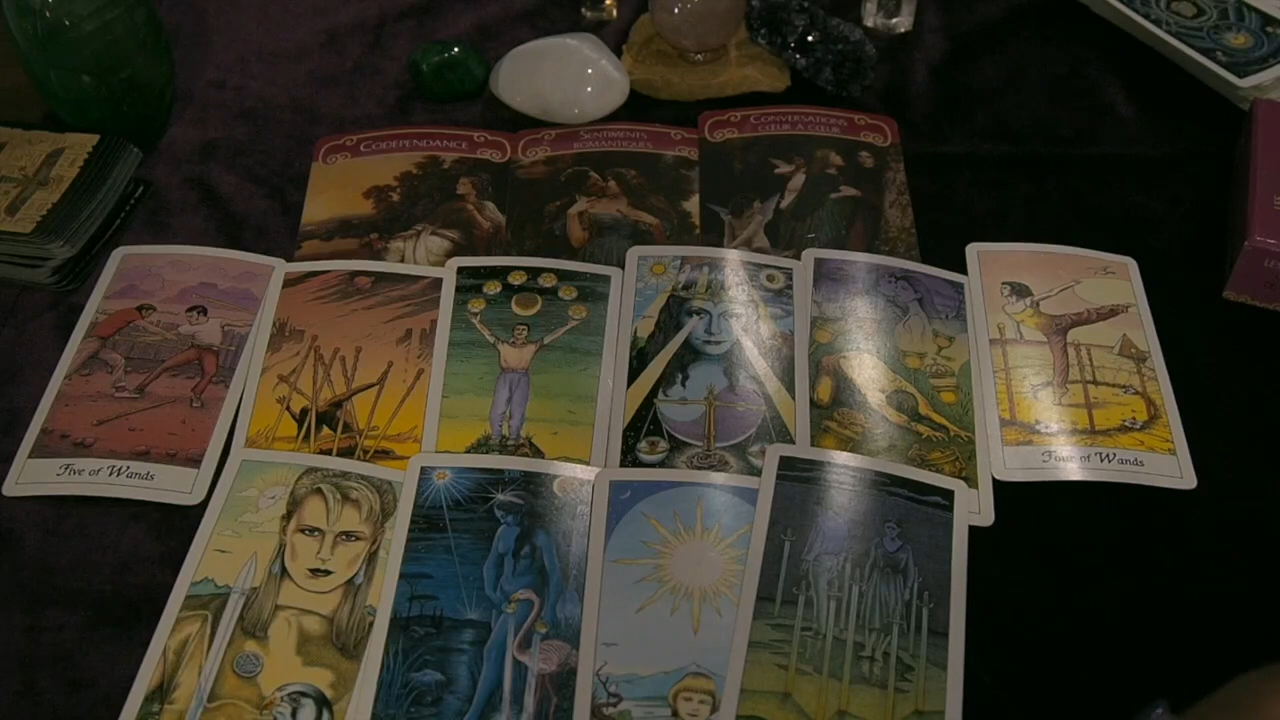 CODEPENDANCE
SENTIMENTS
ROMANTIQUES
CONVERSATIONS
CŒUR À CŒUR
Five of Wands
Four of Wands